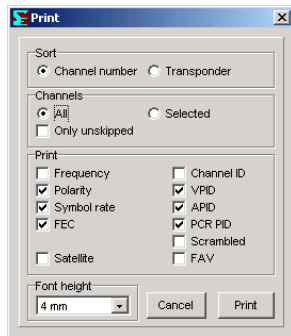 Print
Sort
Channel number Transponder
Channels
All Selected
Only unskipped
Print
Frequency Channel ID
Polarity VPID
Symbol rate APID
FEC PCR PID
Scrambled
Satellite FAV
Font height
4 mm Cancel Print